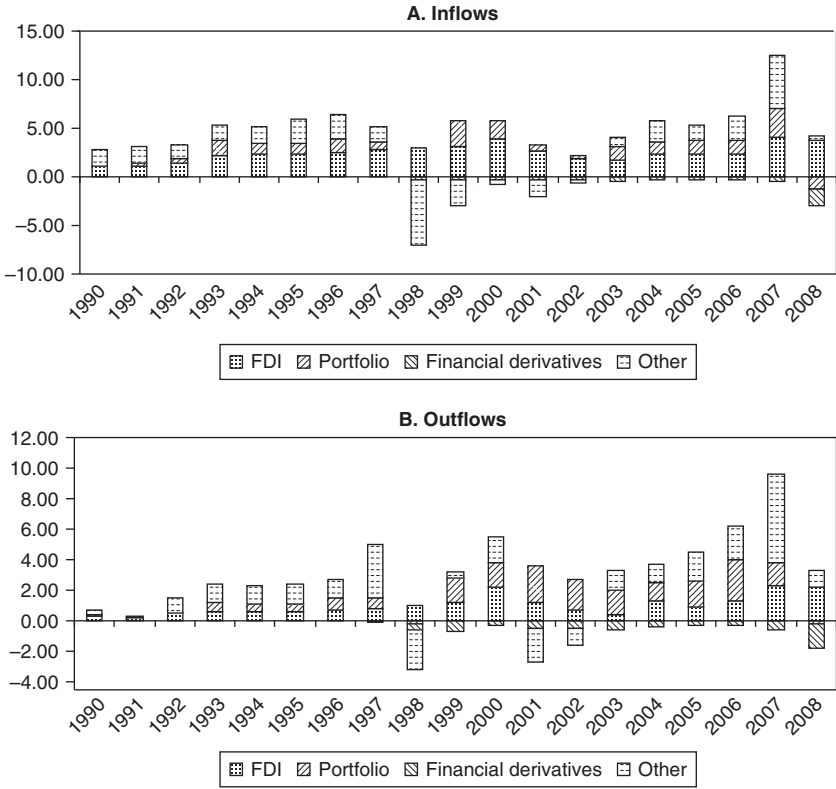 A. Inflows
15.00
10.00
5.00
0.00
–5.00
–10.00
1990 1991 1992 1993 1994 1995 1996 1997 1998 1999 2000 2001 2002 2003 2004 2005 2006 2007 2008
FDI Portfolio Financial derivatives Other
B. Outflows
12.00
10.00
8.00
6.00
4.00
2.00
0.00
–2.00
–4.00
1990 1991 1992 1993 1994 1995 1996 1997 1998 1999 2000 2001 2002 2003 2004 2005 2006 2007 2008
FDI Portfolio Financial derivatives Other